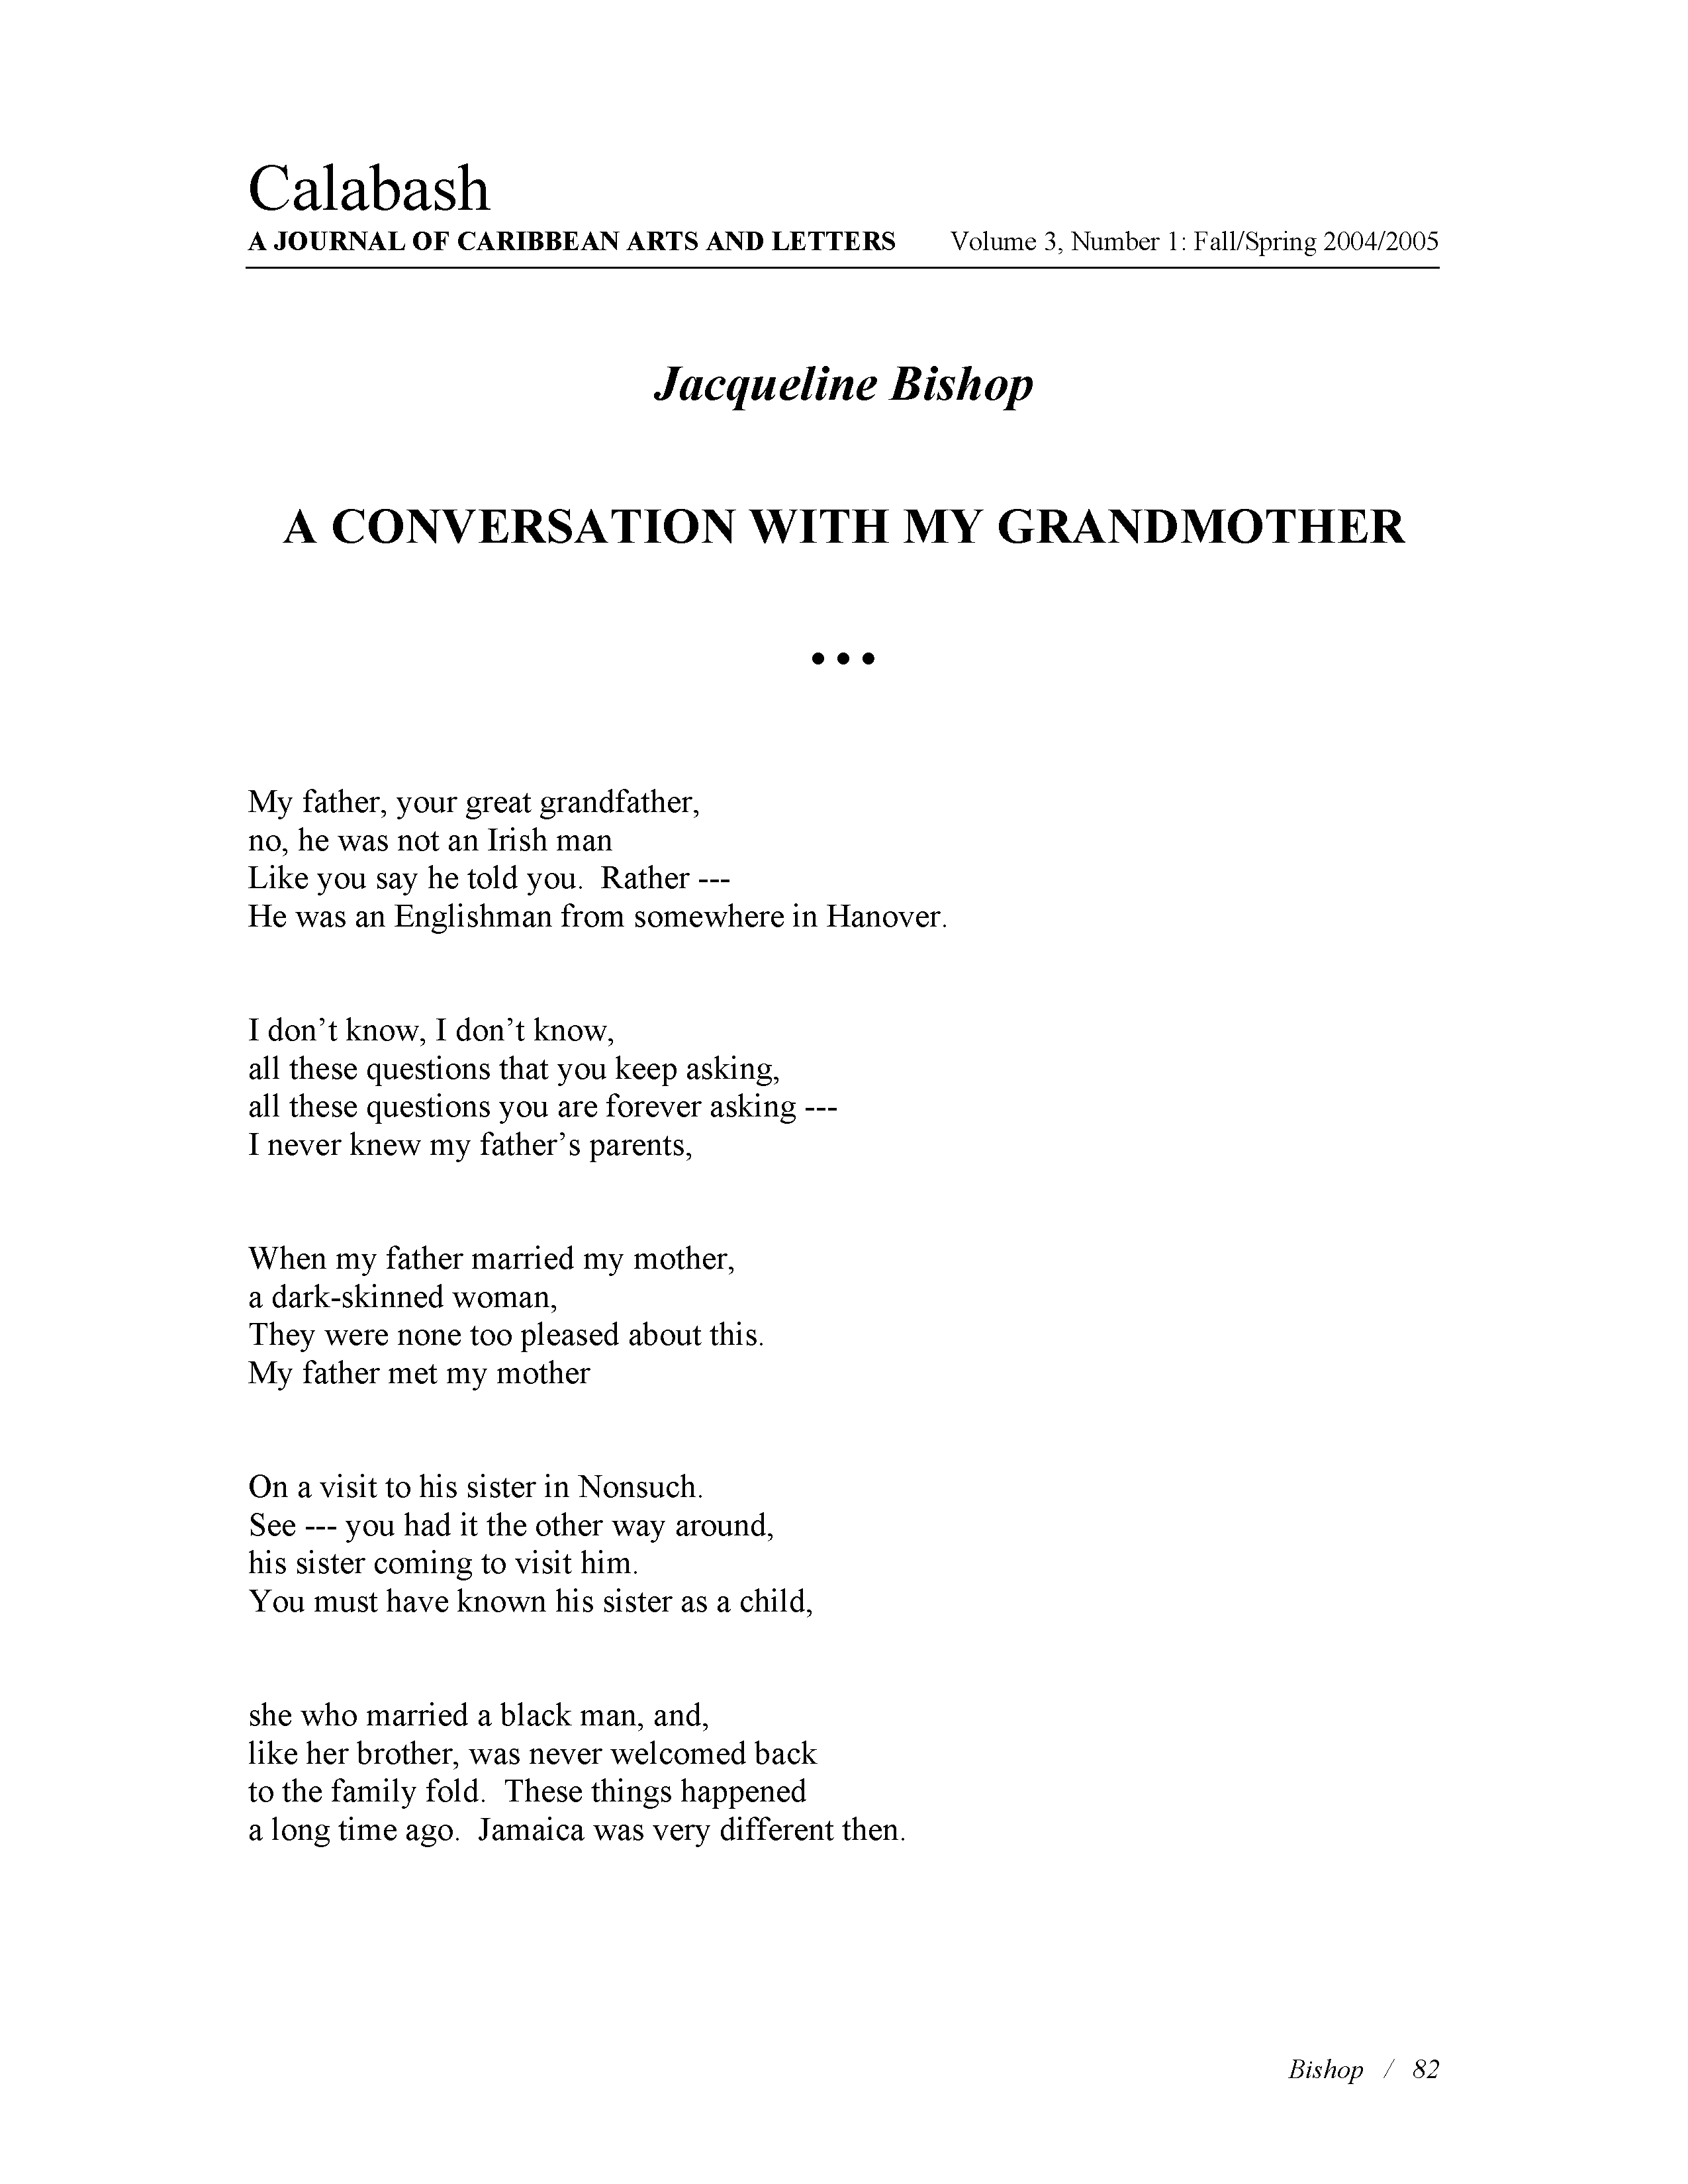 Calabash
A JOURNAL OF CARIBBEAN ARTS AND LETTERS Volume 3, Number 1: Fall/Spring 2004/2005
Jacqueline Bishop
A CONVERSATION WITH MY GRANDMOTHER
•••
My father, your great grandfather,
no, he was not an Irish man
Like you say he told you.  Rather ---
He was an Englishman from somewhere in Hanover.
I don’t know, I don’t know,
all these questions that you keep asking,
all these questions you are forever asking ---
I never knew my father’s parents,
When my father married my mother,
a dark-skinned woman,
They were none too pleased about this.
My father met my mother
On a visit to his sister in Nonsuch.
See --- you had it the other way around,
his sister coming to visit him.
You must have known his sister as a child,
she who married a black man, and,
like her brother, was never welcomed back
to the family fold.  These things happened
a long time ago.  Jamaica was very different then.
Bishop / 82